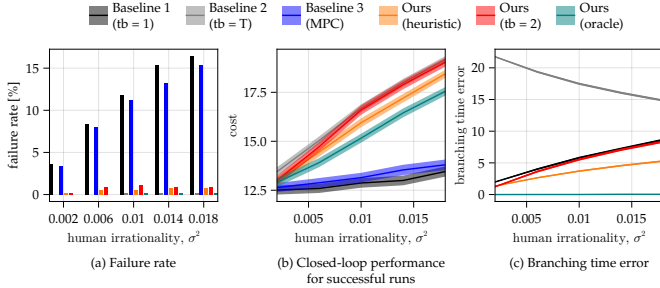 Baseline 1
(tb = 1)
Baseline 2
(tb = T)
Baseline 3
(MPC)
Ours
(heuristic)
Ours
(tb = 2)
Ours
(oracle)
failure rate [%]
15
10
5
0
0.002
0.006
0.01
0.014
0.018
human irrationality, σ²
(a) Failure rate
cost
17.5
15.0
12.5
0.005
0.010
0.015
human irrationality, σ²
(b) Closed-loop performance
for successful runs
branching time error
20
15
10
5
0
0.005
0.010
0.015
human irrationality, σ²
(c) Branching time error